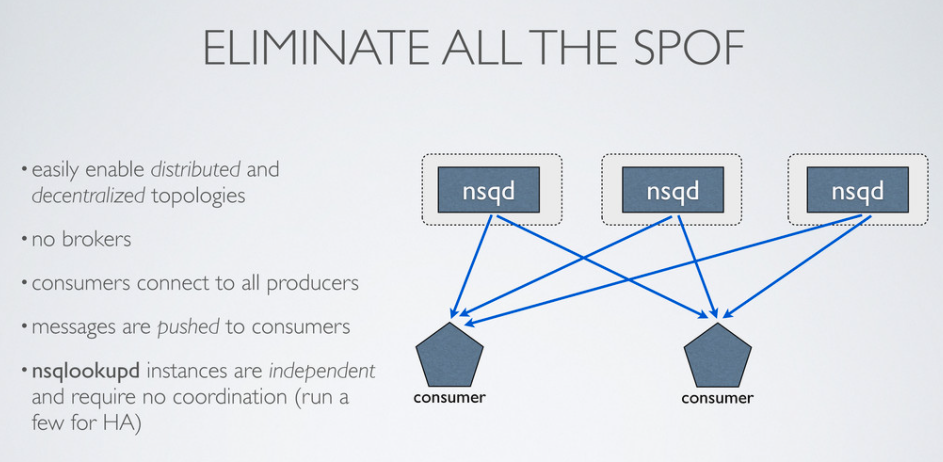 ELIMINATE ALL THE SPOF
• easily enable distributed and
decentralized topologies
• no brokers
• consumers connect to all producers
• messages are pushed to consumers
• nsqlookupd instances are independent
and require no coordination (run a
few for HA)
nsqd
nsqd
nsqd
consumer
consumer